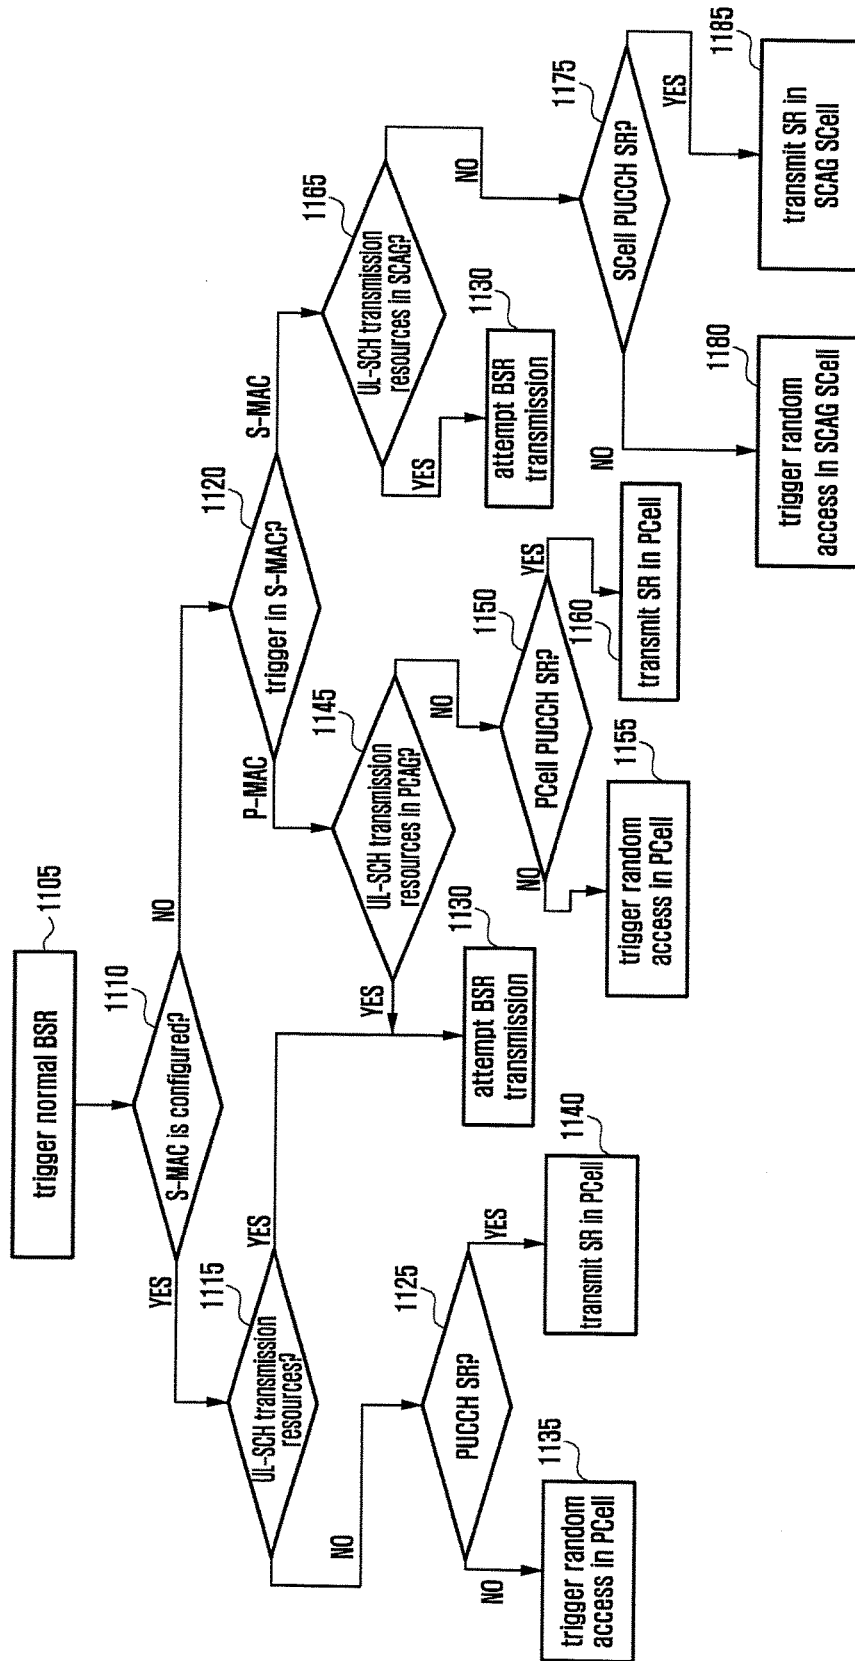 trigger normal BSR
1105
S-MAC is configured?
1110
YES
NO
UL-SCH transmission
resources?
1115
YES
NO
trigger in S-MAC?
1120
P-MAC
S-MAC
PUCCH SR?
1125
NO
YES
trigger random
access in PCell
1135
transmit SR in PCell
1140
UL-SCH transmission
resources in PCAG?
1145
YES
NO
attempt BSR
transmission
1130
PCell PUCCH SR?
1150
NO
YES
trigger random
access in PCell
1155
transmit SR in PCell
1160
UL-SCH transmission
resources in SCAG?
1165
YES
NO
attempt BSR
transmission
1130
SCell PUCCH SR?
1175
NO
YES
trigger random
access in SCAG SCell
1180
transmit SR in
SCAG SCell
1185